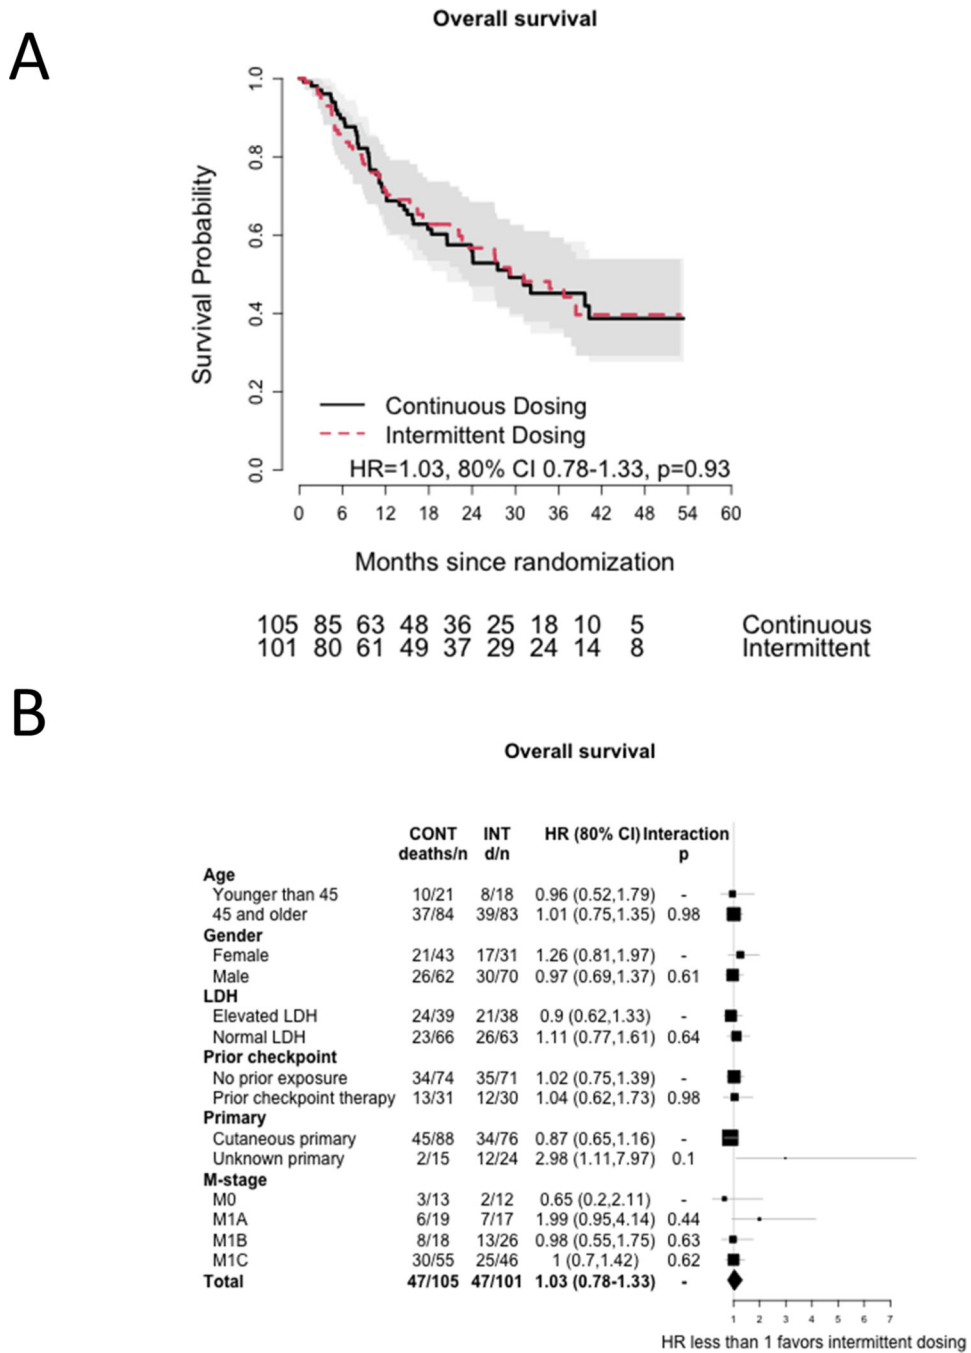 A
Overall survival
Survival Probability
1.0
0.8
0.6
0.4
0.2
0.0
Continuous Dosing
Intermittent Dosing
HR=1.03, 80% CI 0.78-1.33, p=0.93
0 6 12 18 24 30 36 42 48 54 60
Months since randomization
105 85 63 48 36 25 18 10 5 Continuous
101 80 61 49 37 29 24 14 8 Intermittent
B
Overall survival
CONT INT HR (80% CI) Interaction
deaths/n d/n p
Age
Younger than 45 10/21 8/18 0.96 (0.52,1.79) -
45 and older 37/84 39/83 1.01 (0.75,1.35) 0.98
Gender
Female 21/43 17/31 1.26 (0.81,1.97) -
Male 26/62 30/70 0.97 (0.69,1.37) 0.61
LDH
Elevated LDH 24/39 21/38 0.9 (0.62,1.33) -
Normal LDH 23/66 26/63 1.11 (0.77,1.61) 0.64
Prior checkpoint
No prior exposure 34/74 35/71 1.02 (0.75,1.39) -
Prior checkpoint therapy 13/31 12/30 1.04 (0.62,1.73) 0.98
Primary
Cutaneous primary 45/88 34/76 0.87 (0.65,1.16) -
Unknown primary 2/15 12/24 2.98 (1.11,7.97) 0.1
M-stage
M0 3/13 2/12 0.65 (0.2,2.11) -
M1A 6/19 7/17 1.99 (0.95,4.14) 0.44
M1B 8/18 13/26 0.98 (0.55,1.75) 0.63
M1C 30/55 25/46 1 (0.7,1.42) 0.62
Total 47/105 47/101 1.03 (0.78-1.33) -
1 2 3 4 5 6 7
HR less than 1 favors intermittent dosing